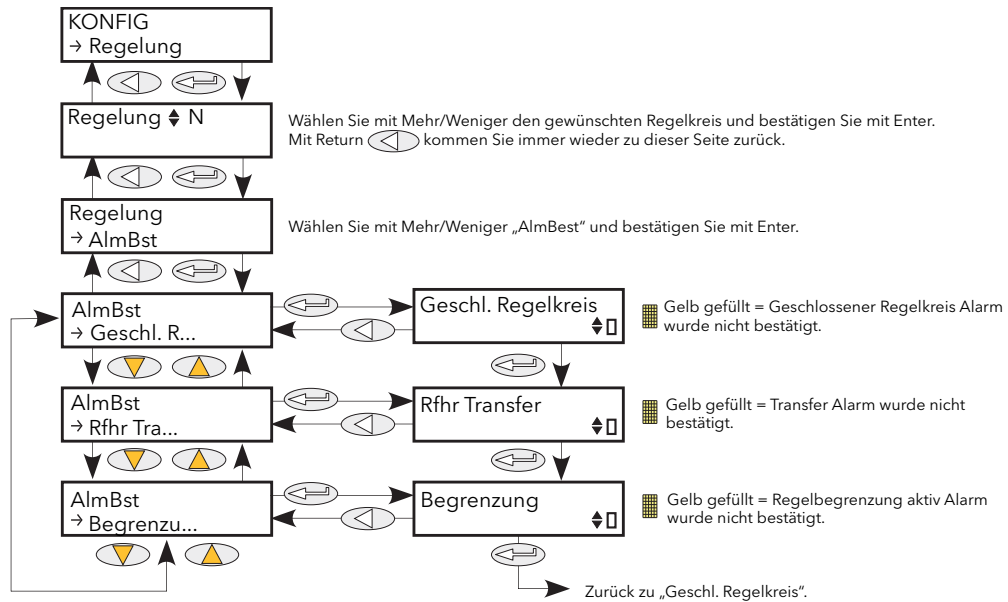 KONFIG
→ Regelung
Regelung ♦ N
Wählen Sie mit Mehr/Weniger den gewünschten Regelkreis und bestätigen Sie mit Enter.
Mit Return kommen Sie immer wieder zu dieser Seite zurück.
Regelung
→ AlmBst
Wählen Sie mit Mehr/Weniger „AlmBest“ und bestätigen Sie mit Enter.
AlmBst
→ Geschl. R...
Geschl. Regelkreis
Gelb gefüllt = Geschlossener Regelkreis Alarm
wurde nicht bestätigt.
AlmBst
→ Rfhr Tra...
Rfhr Transfer
Gelb gefüllt = Transfer Alarm wurde nicht
bestätigt.
AlmBst
→ Begrenzu...
Begrenzung
Gelb gefüllt = Regelbegrenzung aktiv Alarm
wurde nicht bestätigt.
Zurück zu „Geschl. Regelkreis“.